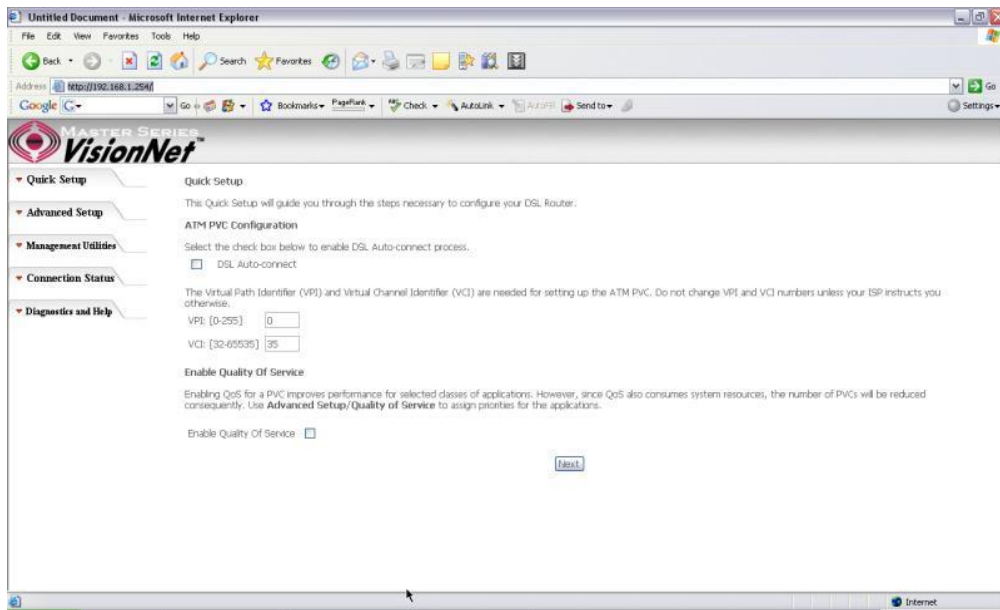 Untitled Document - Microsoft Internet Explorer
File Edit View Favorites Tools Help
Back Search Favorites
Address http://192.168.1.254/ Go
Google G Go Bookmarks PageRank Check AutoLink AutoFill Send to Settings
MASTER SERIES
VisionNet™
Quick Setup
Advanced Setup
Management Utilities
Connection Status
Diagnostics and Help
Quick Setup
This Quick Setup will guide you through the steps necessary to configure your DSL Router.
ATM PVC Configuration
Select the check box below to enable DSL Auto-connect process.
DSL Auto-connect
The Virtual Path Identifier (VPI) and Virtual Channel Identifier (VCI) are needed for setting up the ATM PVC. Do not change VPI and VCI numbers unless your ISP instructs you
otherwise.
VPI: [0-255] 0
VCI: [32-65535] 35
Enable Quality Of Service
Enabling QoS for a PVC improves performance for selected classes of applications. However, since QoS also consumes system resources, the number of PVCs will be reduced
consequently. Use Advanced Setup/Quality of Service to assign priorities for the applications.
Enable Quality Of Service
Next
Internet